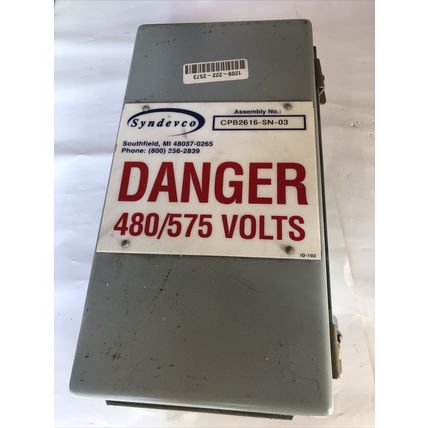 1209-222-2573
Syndevco
Assembly No.:
CPB2616-SN-03
Southfield, MI 48037-0265
Phone: (800) 256-2839
DANGER
480/575 VOLTS
ID-102